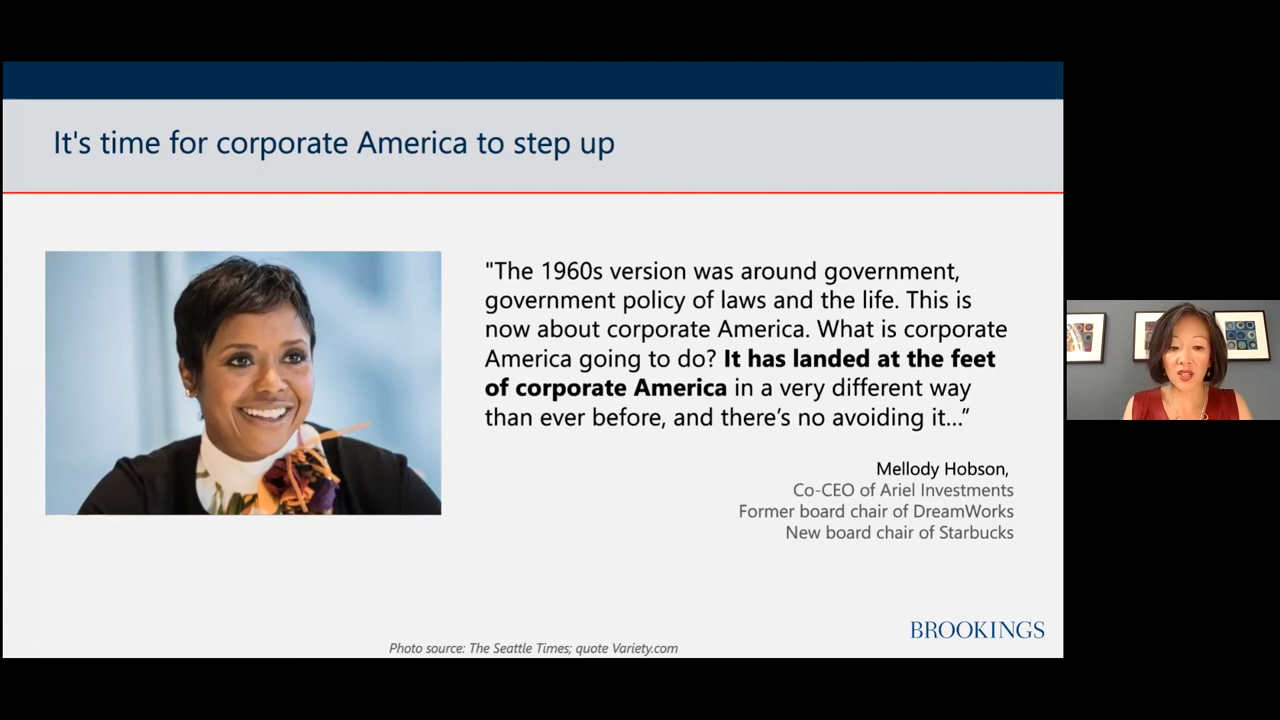 It's time for corporate America to step up
"The 1960s version was around government,
government policy of laws and the life. This is
now about corporate America. What is corporate
America going to do? It has landed at the feet
of corporate America in a very different way
than ever before, and there’s no avoiding it...”
Mellody Hobson,
Co-CEO of Ariel Investments
Former board chair of DreamWorks
New board chair of Starbucks
BROOKINGS
Photo source: The Seattle Times; quote Variety.com